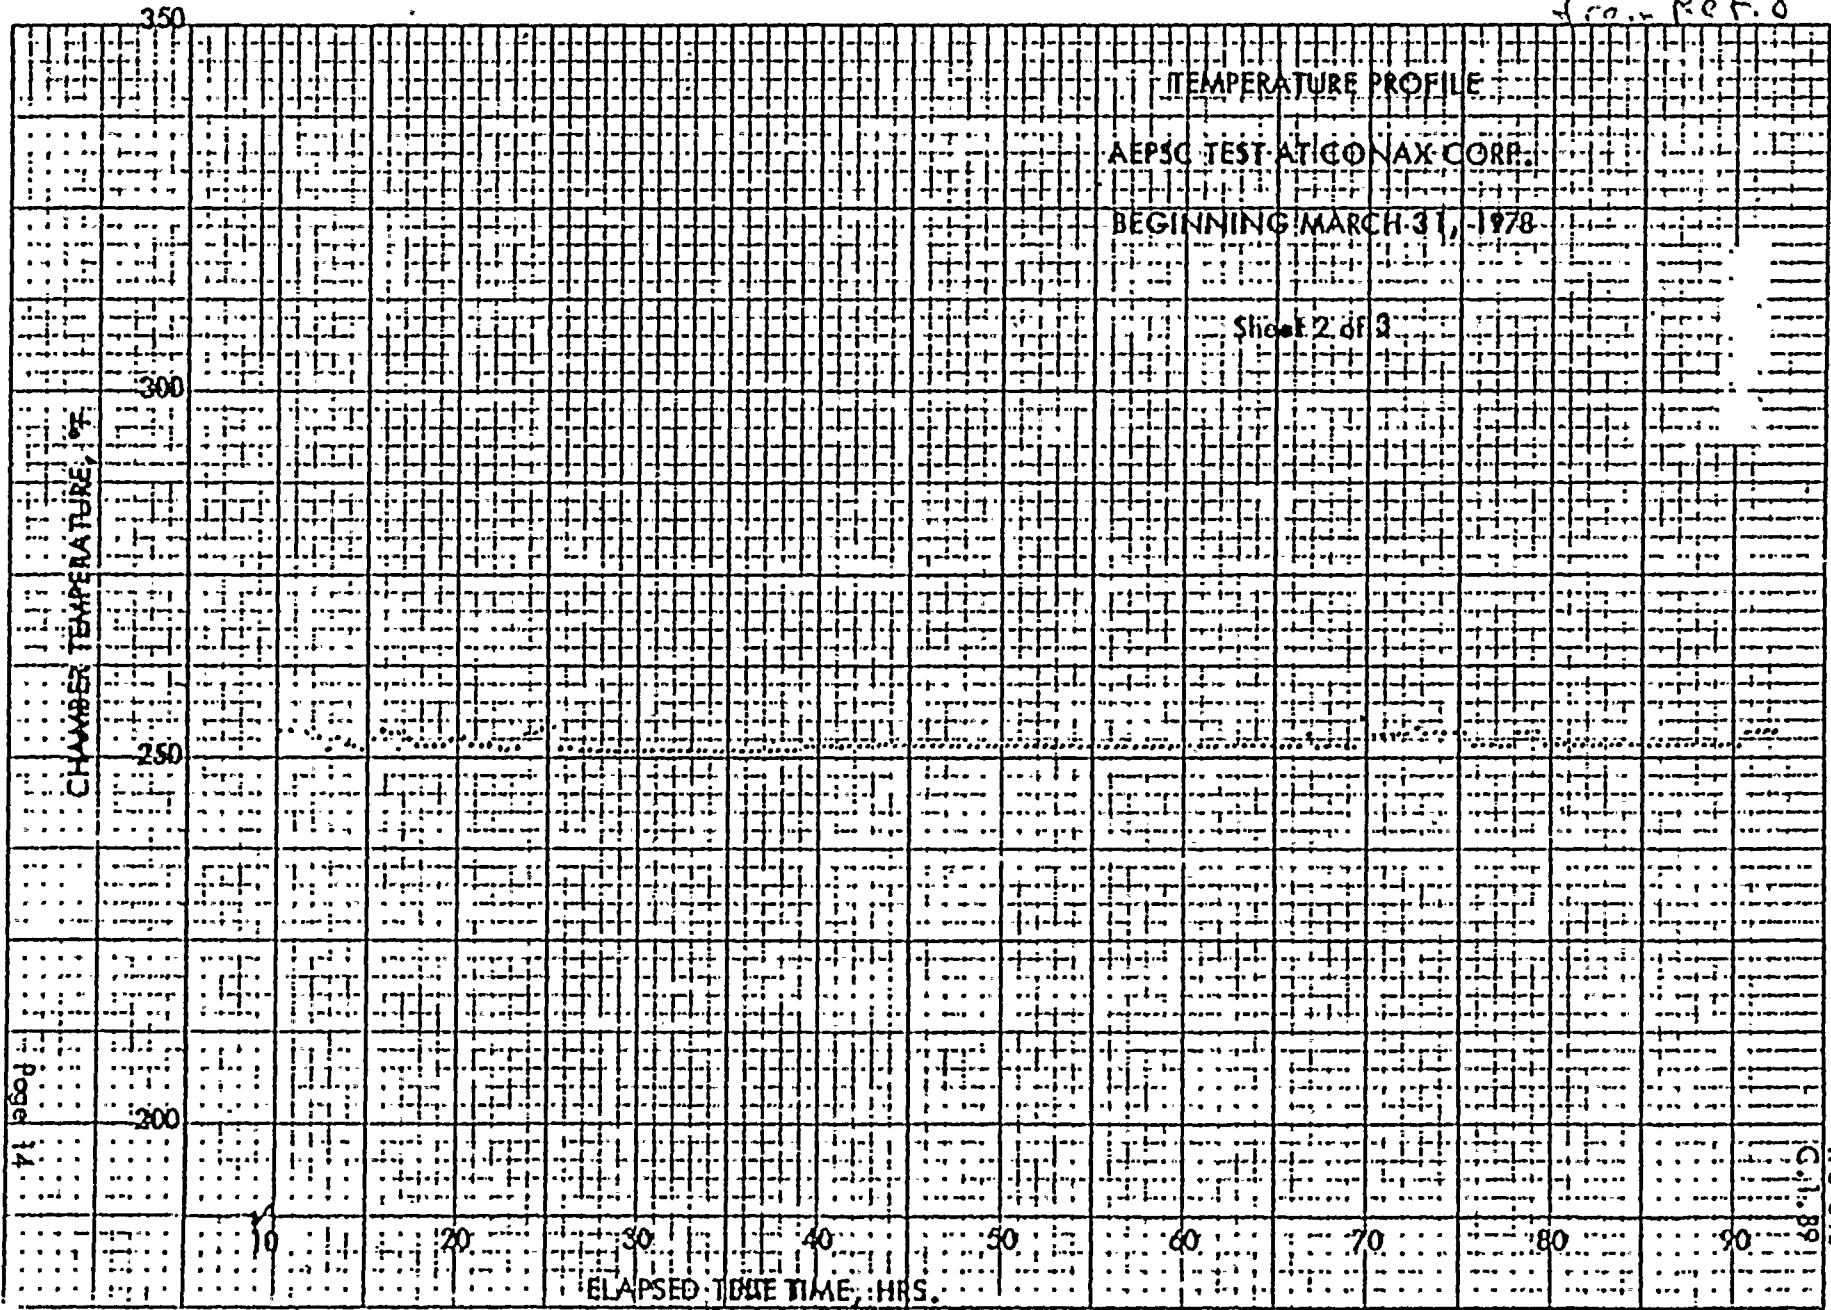 350
TEMPERATURE PROFILE
AEPSC TEST AT CONAX CORP.
BEGINNING MARCH 31, 1978
Sheet 2 of 3
300
CHAMBER TEMPERATURE, °F
250
200
10 20 30 40 50 60 70 80 90
ELAPSED TIME, HRS.
Page 14
C.1.89